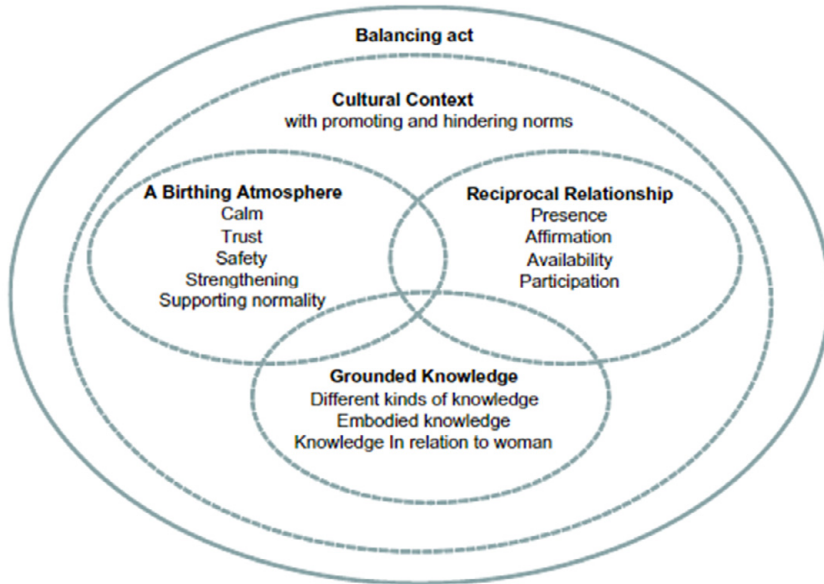 Balancing act
Cultural Context
with promoting and hindering norms
A Birthing Atmosphere
Calm
Trust
Safety
Strengthening
Supporting normality
Reciprocal Relationship
Presence
Affirmation
Availability
Participation
Grounded Knowledge
Different kinds of knowledge
Embodied knowledge
Knowledge In relation to woman